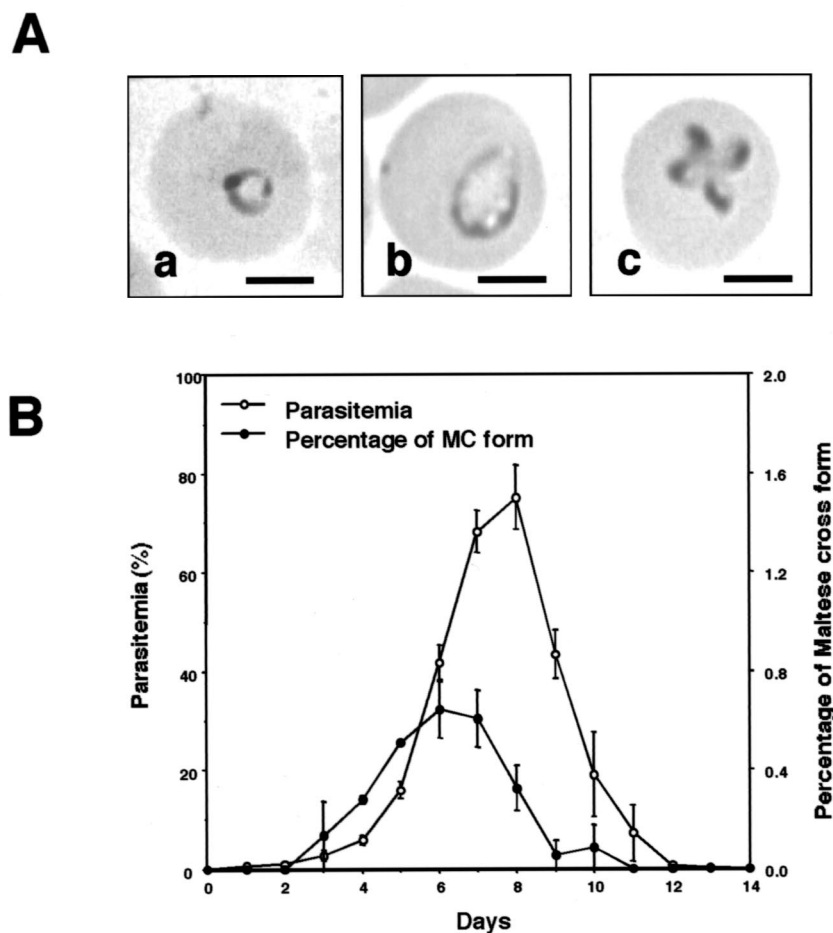 A
a b c
B
Parasitemia
Percentage of MC form
Parasitemia (%)
100
80
60
40
20
0
2.0
1.6
1.2
0.8
0.4
0.0
Percentage of Maltese cross form
0 2 4 6 8 10 12 14
Days